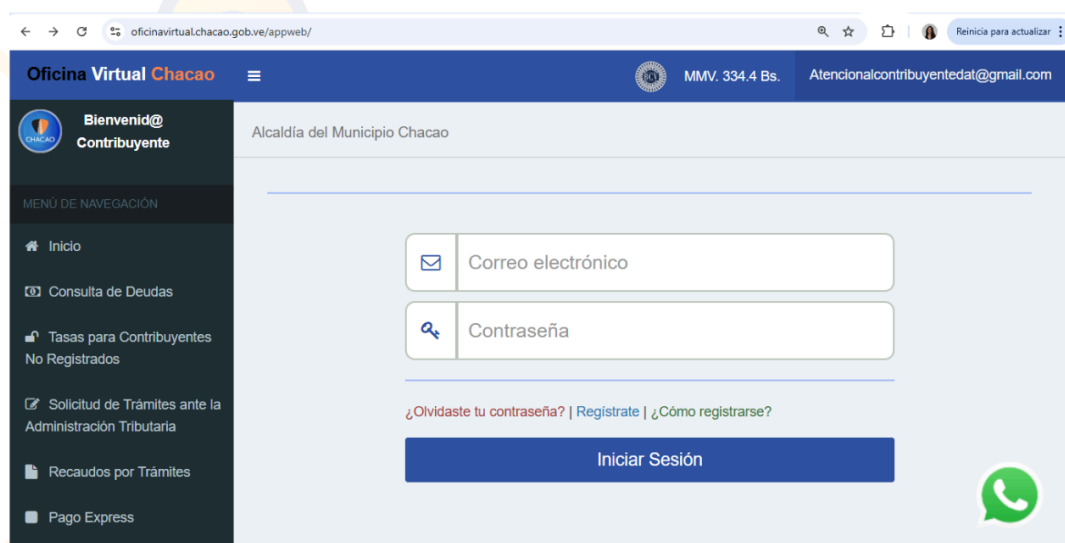 oficinavirtual.chacao.gob.ve/appweb/
Reinicia para actualizar
Oficina Virtual Chacao
MMV. 334.4 Bs.
Atencionalcontribuyentedat@gmail.com
CHACAO
Bienvenid@
Contribuyente
Alcaldía del Municipio Chacao
MENÚ DE NAVEGACIÓN
Inicio
Consulta de Deudas
Tasas para Contribuyentes
No Registrados
Solicitud de Trámites ante la
Administración Tributaria
Recaudos por Trámites
Pago Express
Correo electrónico
Contraseña
¿Olvidaste tu contraseña? | Regístrate | ¿Cómo registrarse?
Iniciar Sesión